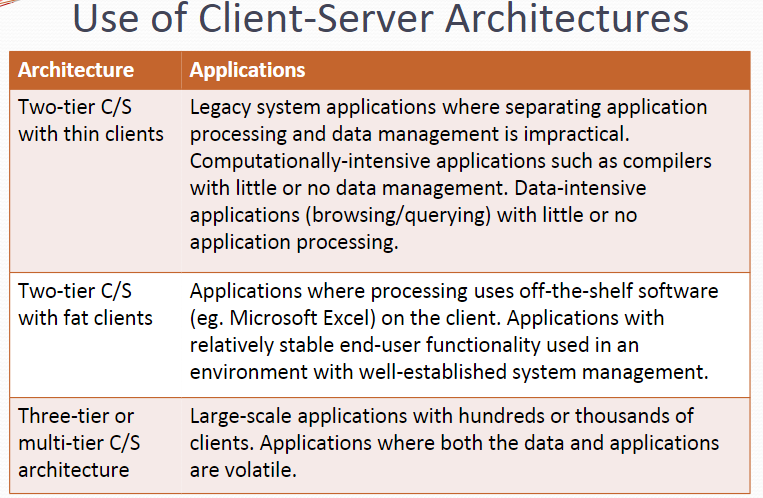 Use of Client-Server Architectures
Architecture
Applications
Two-tier C/S
with thin clients
Legacy system applications where separating application
processing and data management is impractical.
Computationally-intensive applications such as compilers
with little or no data management. Data-intensive
applications (browsing/querying) with little or no
application processing.
Two-tier C/S
with fat clients
Applications where processing uses off-the-shelf software
(eg. Microsoft Excel) on the client. Applications with
relatively stable end-user functionality used in an
environment with well-established system management.
Three-tier or
multi-tier C/S
architecture
Large-scale applications with hundreds or thousands of
clients. Applications where both the data and applications
are volatile.